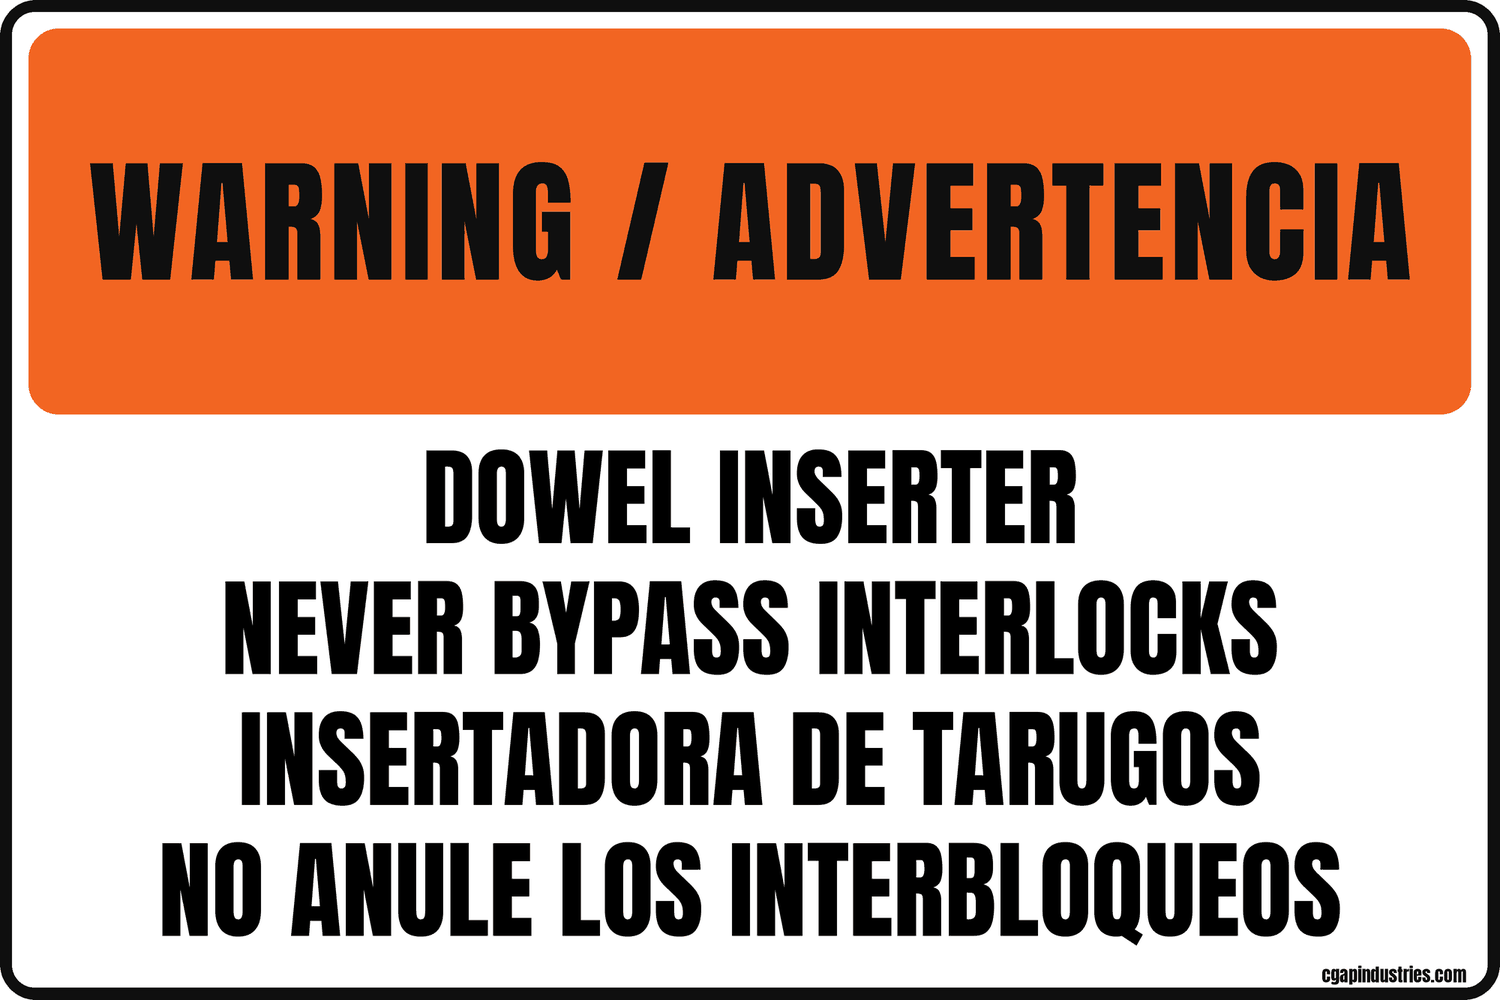 WARNING / ADVERTENCIA
DOWEL INSERTER
NEVER BYPASS INTERLOCKS
INSERTADORA DE TARUGOS
NO ANULE LOS INTERBLOQUEOS
cgapindustries.com